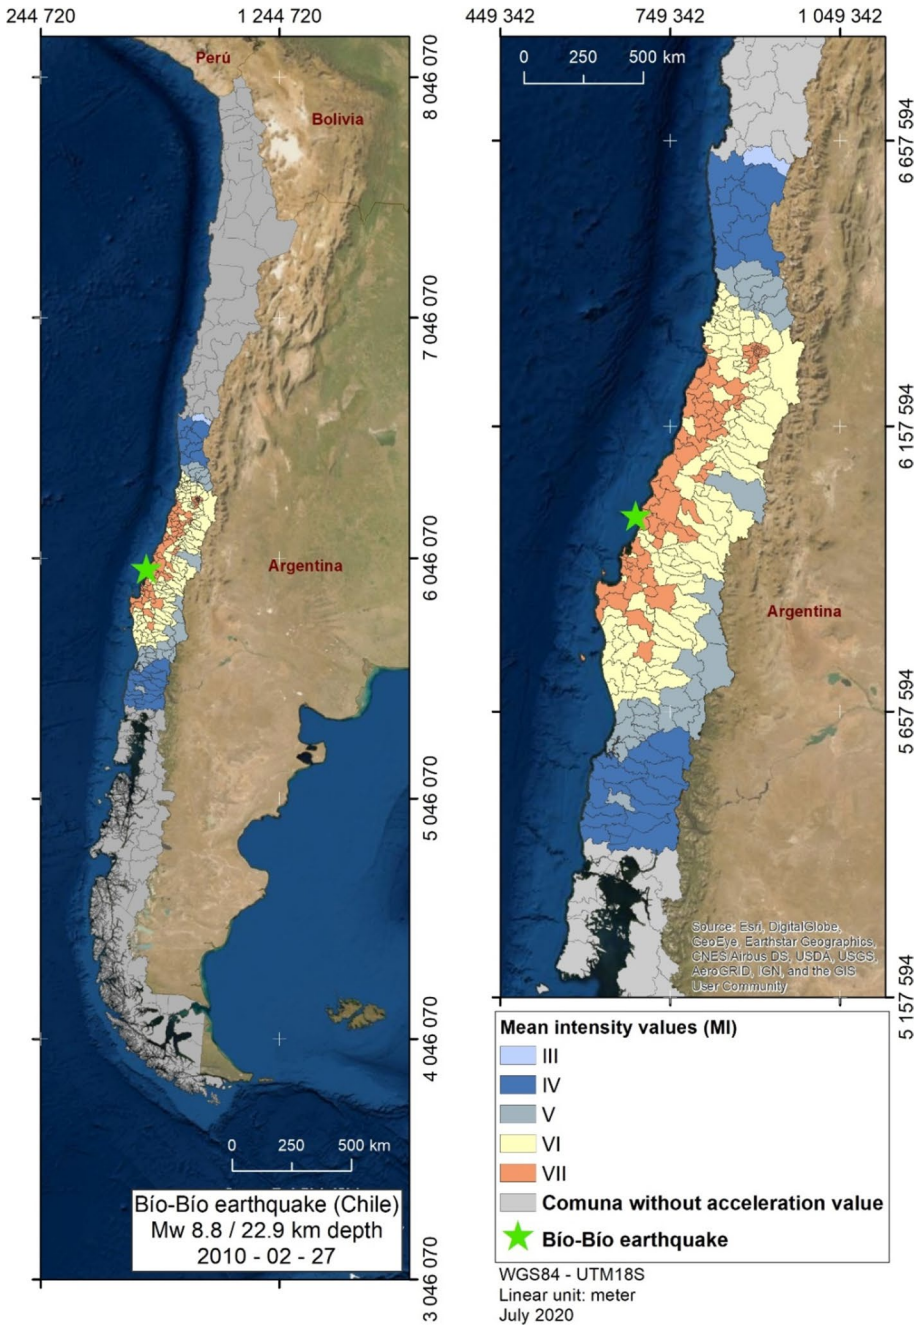 244 720
1 244 720
449 342
749 342
1 049 342
Perú
Bolivia
Argentina
8 046 070
7 046 070
6 046 070
5 046 070
4 046 070
3 046 070
0 250 500 km
Bío-Bío earthquake (Chile)
Mw 8.8 / 22.9 km depth
2010 - 02 - 27
0 250 500 km
Argentina
6 657 594
6 157 594
5 657 594
5 157 594
Source: Esri, DigitalGlobe,
GeoEye, Earthstar Geographics,
CNES/Airbus DS, USDA, USGS,
AeroGRID, IGN, and the GIS
User Community
Mean intensity values (MI)
III
IV
V
VI
VII
Comuna without acceleration value
Bío-Bío earthquake
WGS84 - UTM18S
Linear unit: meter
July 2020